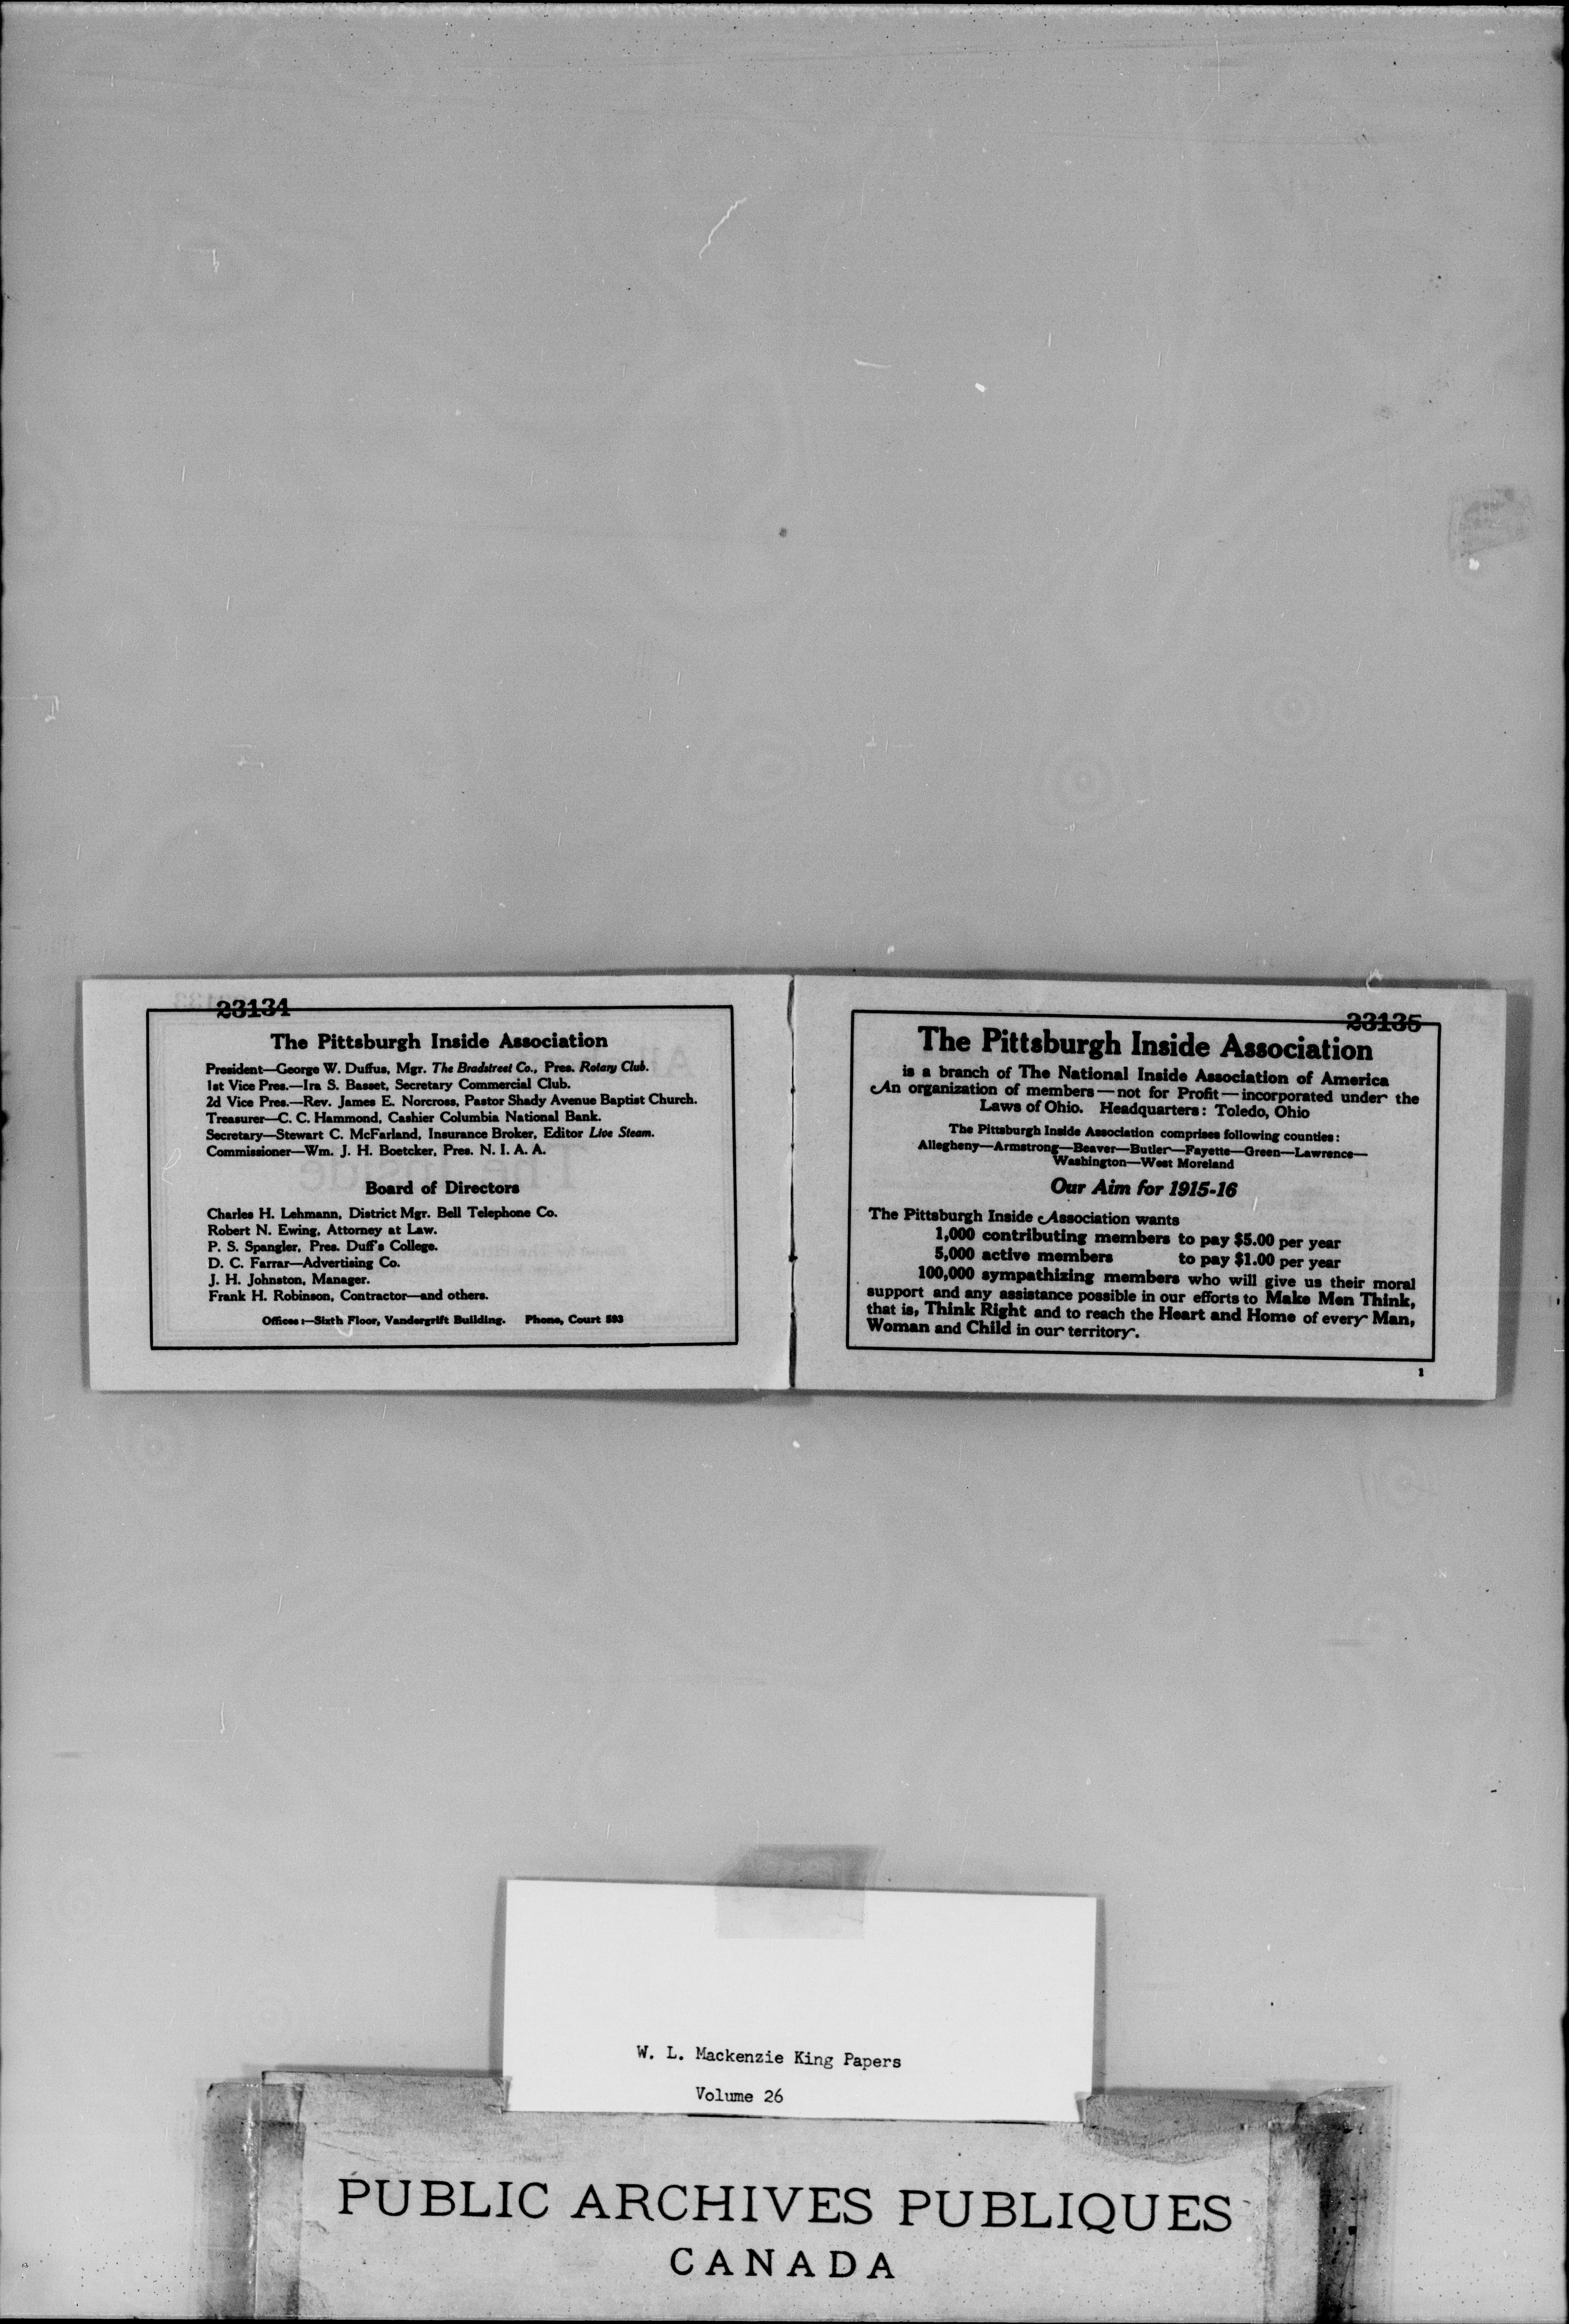 23134
The Pittsburgh Inside Association
President—George W. Duffus, Mgr. The Bradstreet Co., Pres. Rotary Club.
1st Vice Pres.—Ira S. Basset, Secretary Commercial Club.
2d Vice Pres.—Rev. James E. Norcross, Pastor Shady Avenue Baptist Church.
Treasurer—C. C. Hammond, Cashier Columbia National Bank.
Secretary—Stewart C. McFarland, Insurance Broker, Editor Live Steam.
Commissioner—Wm. J. H. Boetcker, Pres. N. I. A. A.
Board of Directors
Charles H. Lehmann, District Mgr. Bell Telephone Co.
Robert N. Ewing, Attorney at Law.
P. S. Spangler, Pres. Duff's College.
D. C. Farrar—Advertising Co.
J. H. Johnston, Manager.
Frank H. Robinson, Contractor—and others.
Offices:—Sixth Floor, Vandergrift Building. Phone, Court 593
23135
The Pittsburgh Inside Association
is a branch of The National Inside Association of America
An organization of members—not for Profit—incorporated under the
Laws of Ohio. Headquarters: Toledo, Ohio
The Pittsburgh Inside Association comprises following counties:
Allegheny—Armstrong—Beaver—Butler—Fayette—Green—Lawrence—
Washington—West Moreland
Our Aim for 1915-16
The Pittsburgh Inside Association wants
1,000 contributing members to pay $5.00 per year
5,000 active members to pay $1.00 per year
100,000 sympathizing members who will give us their moral
support and any assistance possible in our efforts to Make Men Think,
that is, Think Right and to reach the Heart and Home of every Man,
Woman and Child in our territory.
1
W. L. Mackenzie King Papers
Volume 26
PUBLIC ARCHIVES PUBLIQUES
CANADA